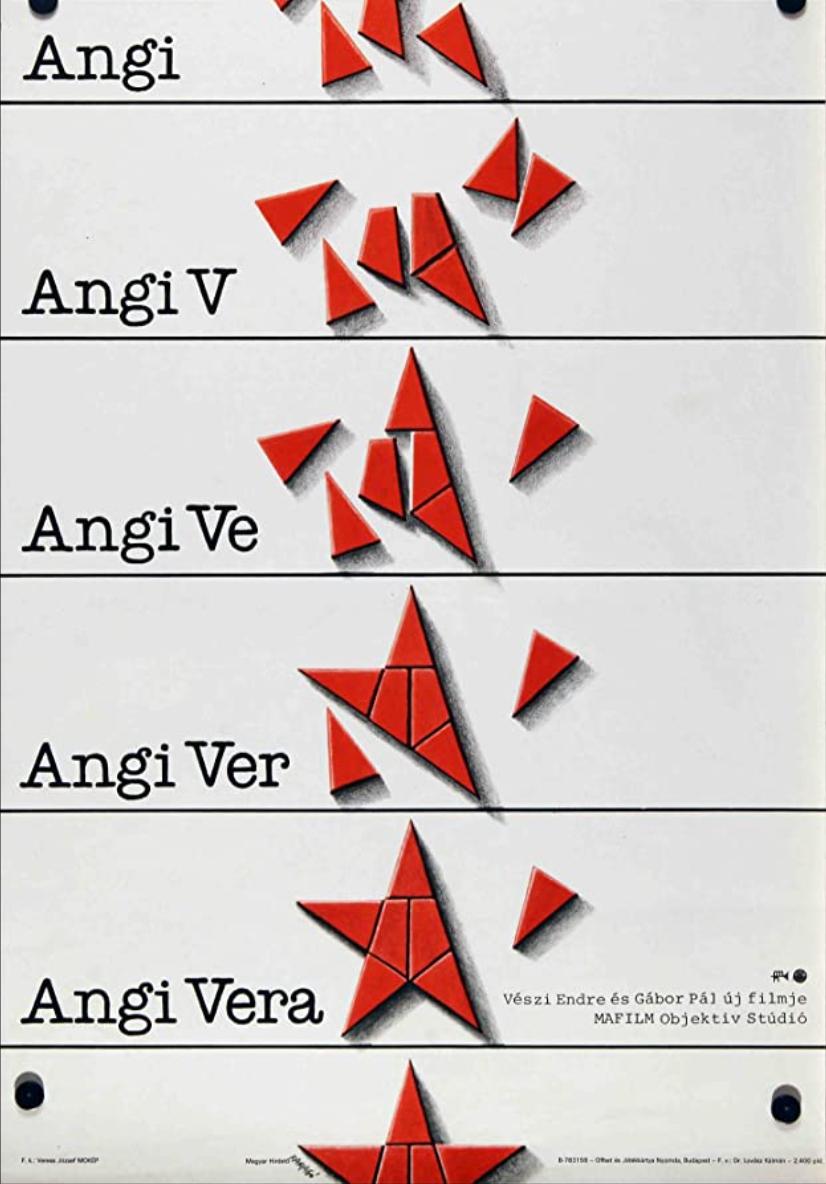 Angi
Angi V
Angi Ve
Angi Ver
Angi Vera
Vészi Endre és Gábor Pál új filmje
MAFILM Objektív Stúdió
F. k.: Veress József MOKÉP
Magyar Hirdető
B-783158 – Offset és Játékkártya Nyomda, Budapest – F. v.: Dr. Lovász Kálmán – 2.400 pld.